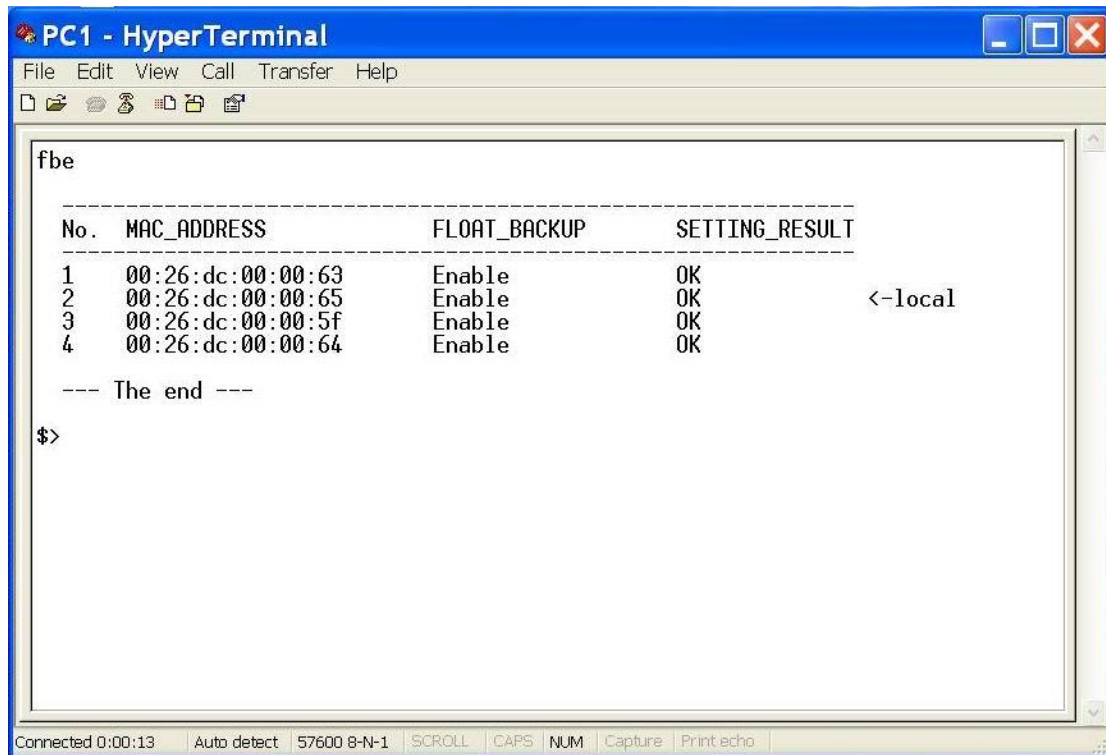 PC1 - HyperTerminal
File Edit View Call Transfer Help
fbe
No. MAC_ADDRESS FLOAT_BACKUP SETTING_RESULT
1 00:26:dc:00:00:63 Enable OK
2 00:26:dc:00:00:65 Enable OK <-local
3 00:26:dc:00:00:5f Enable OK
4 00:26:dc:00:00:64 Enable OK
--- The end ---
$>
Connected 0:00:13 Auto detect 57600 8-N-1 SCROLL CAPS NUM Capture Print echo